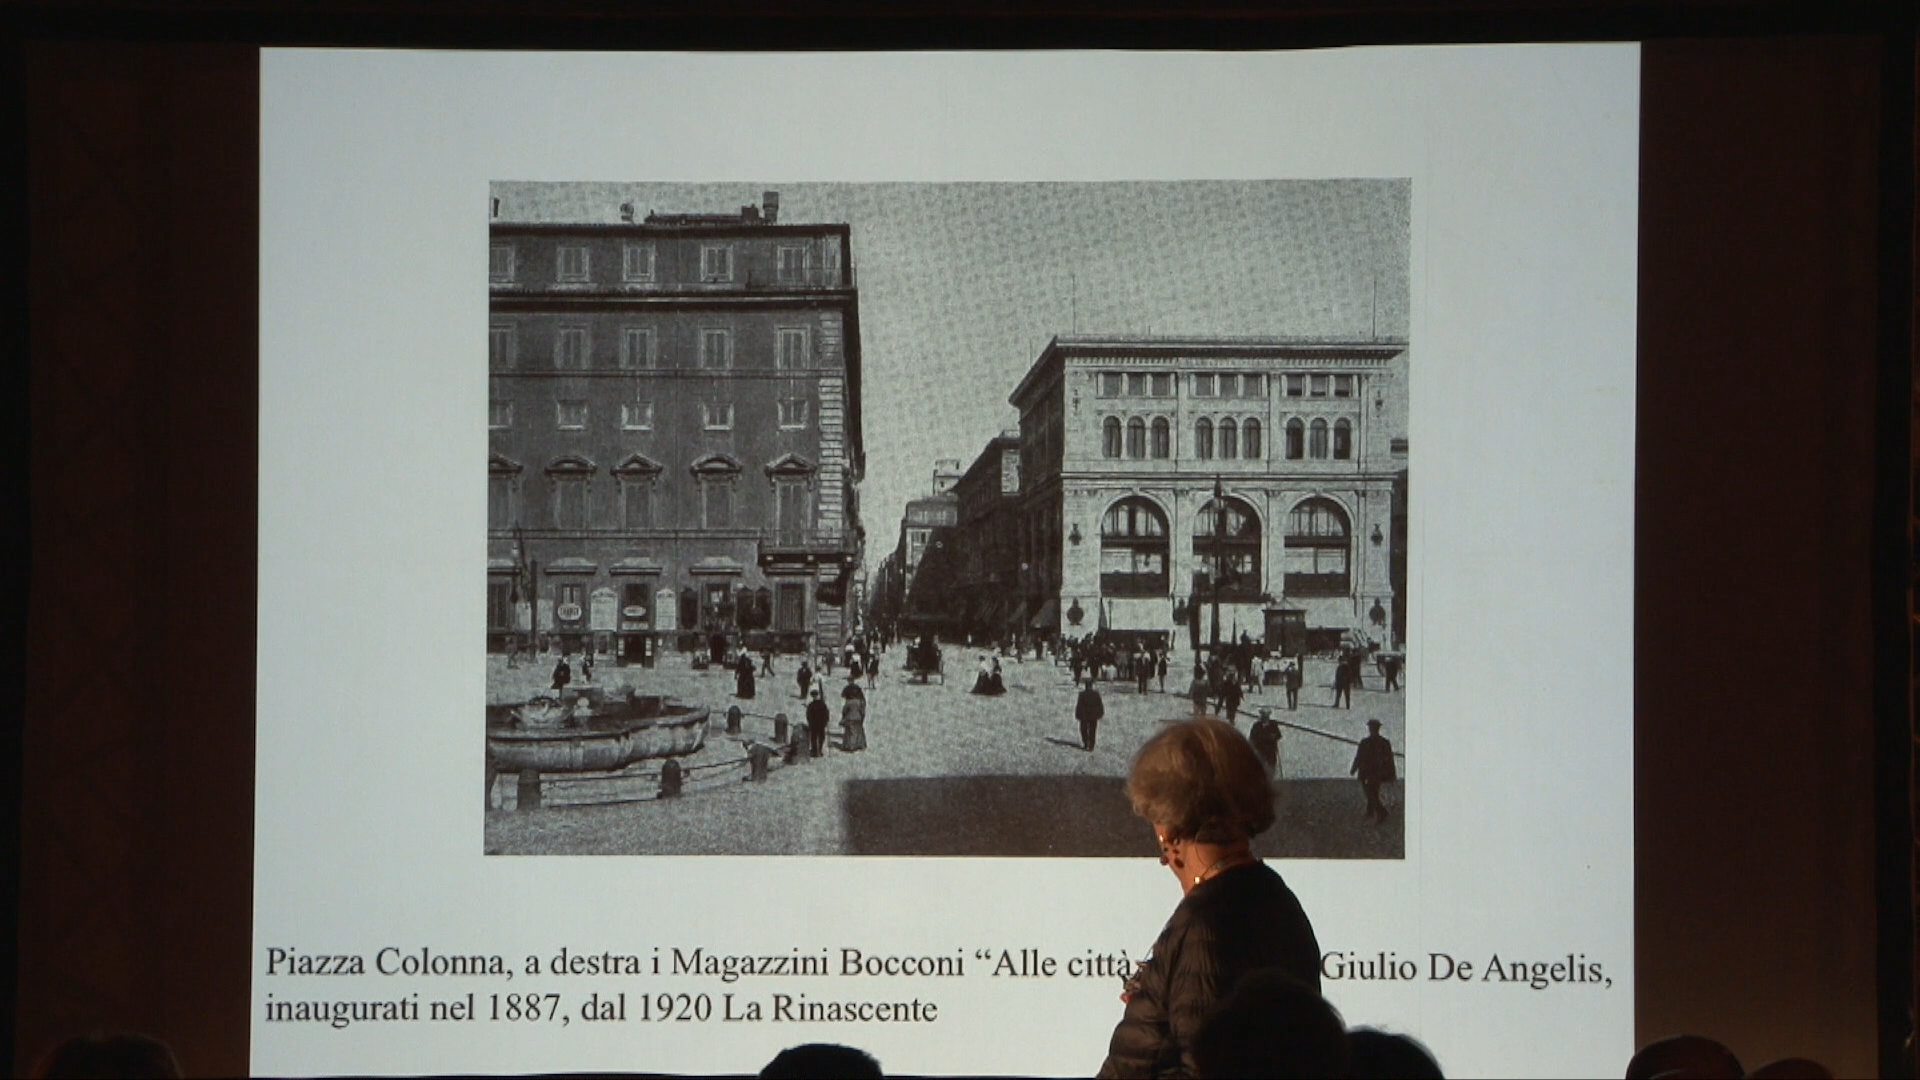 Piazza Colonna, a destra i Magazzini Bocconi “Alle città Giulio De Angelis,
inaugurati nel 1887, dal 1920 La Rinascente